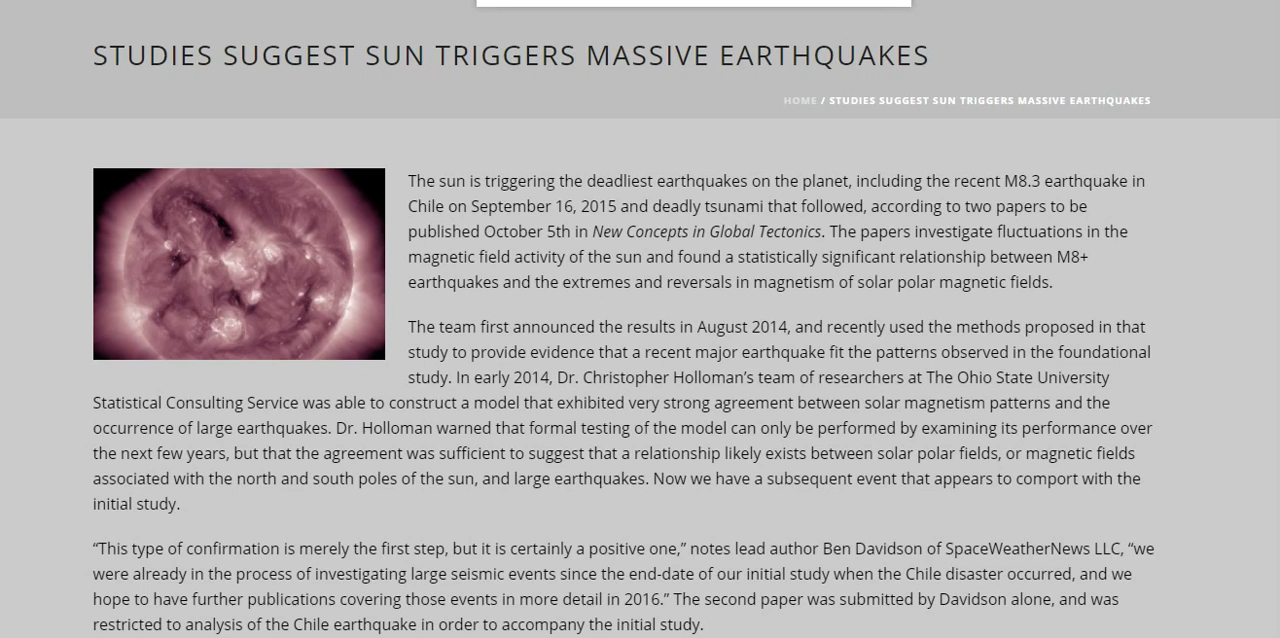 STUDIES SUGGEST SUN TRIGGERS MASSIVE EARTHQUAKES
HOME / STUDIES SUGGEST SUN TRIGGERS MASSIVE EARTHQUAKES
The sun is triggering the deadliest earthquakes on the planet, including the recent M8.3 earthquake in
Chile on September 16, 2015 and deadly tsunami that followed, according to two papers to be
published October 5th in New Concepts in Global Tectonics. The papers investigate fluctuations in the
magnetic field activity of the sun and found a statistically significant relationship between M8+
earthquakes and the extremes and reversals in magnetism of solar polar magnetic fields.
The team first announced the results in August 2014, and recently used the methods proposed in that
study to provide evidence that a recent major earthquake fit the patterns observed in the foundational
study. In early 2014, Dr. Christopher Holloman’s team of researchers at The Ohio State University
Statistical Consulting Service was able to construct a model that exhibited very strong agreement between solar magnetism patterns and the
occurrence of large earthquakes. Dr. Holloman warned that formal testing of the model can only be performed by examining its performance over
the next few years, but that the agreement was sufficient to suggest that a relationship likely exists between solar polar fields, or magnetic fields
associated with the north and south poles of the sun, and large earthquakes. Now we have a subsequent event that appears to comport with the
initial study.
“This type of confirmation is merely the first step, but it is certainly a positive one,” notes lead author Ben Davidson of SpaceWeatherNews LLC, “we
were already in the process of investigating large seismic events since the end-date of our initial study when the Chile disaster occurred, and we
hope to have further publications covering those events in more detail in 2016.” The second paper was submitted by Davidson alone, and was
restricted to analysis of the Chile earthquake in order to accompany the initial study.